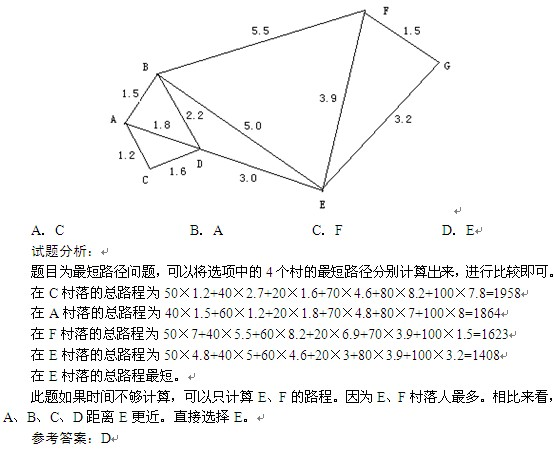 5.5
F
1.5
B
G
1.5
3.9
2.2
A
1.8
5.0
3.2
1.2
D
C
1.6
3.0
E
A. C B. A C. F D. E
试题分析：
题目为最短路径问题，可以将选项中的4个村的最短路径分别计算出来，进行比较即可。
在C村落的总路程为50×1.2+40×2.7+20×1.6+70×4.6+80×8.2+100×7.8=1958
在A村落的总路程为40×1.5+60×1.2+20×1.8+70×4.8+80×7+100×8=1864
在F村落的总路程为50×7+40×5.5+60×8.2+20×6.9+70×3.9+100×1.5=1623
在E村落的总路程为50×4.8+40×5+60×4.6+20×3+80×3.9+100×3.2=1408
在E村落的总路程最短。
此题如果时间不够计算，可以只计算E、F的路程。因为E、F村落人最多。相比来看，
A、B、C、D距离E更近。直接选择E。
参考答案：D